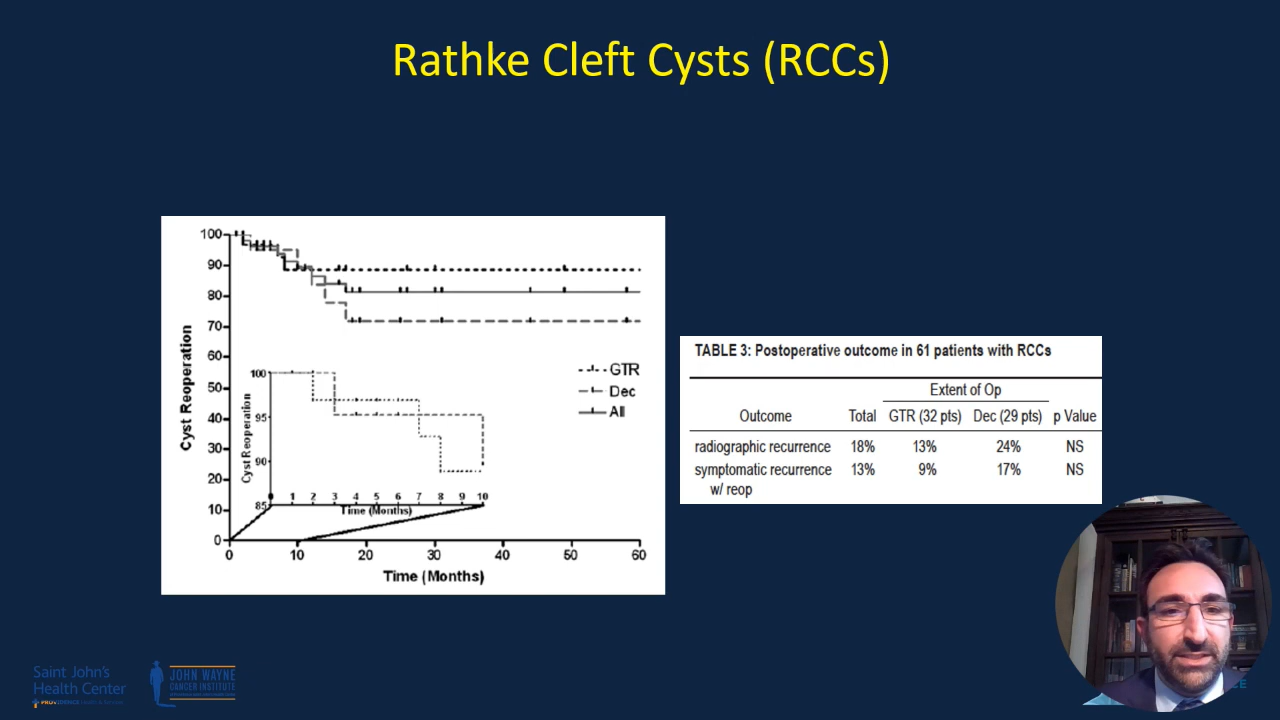 Rathke Cleft Cysts (RCCs)
100
90
80
70
60
50
40
30
20
10
0
Cyst Reoperation
0 10 20 30 40 50 60
Time (Months)
GTR
Dec
All
100
95
90
85
Cyst Reoperation
0 1 2 3 4 5 6 7 8 9 10
Time (Months)
TABLE 3: Postoperative outcome in 61 patients with RCCs
Extent of Op
Outcome Total GTR (32 pts) Dec (29 pts) p Value
radiographic recurrence 18% 13% 24% NS
symptomatic recurrence 13% 9% 17% NS
w/ reop
Saint John's
Health Center
PROVIDENCE Health & Services
JOHN WAYNE
CANCER INSTITUTE